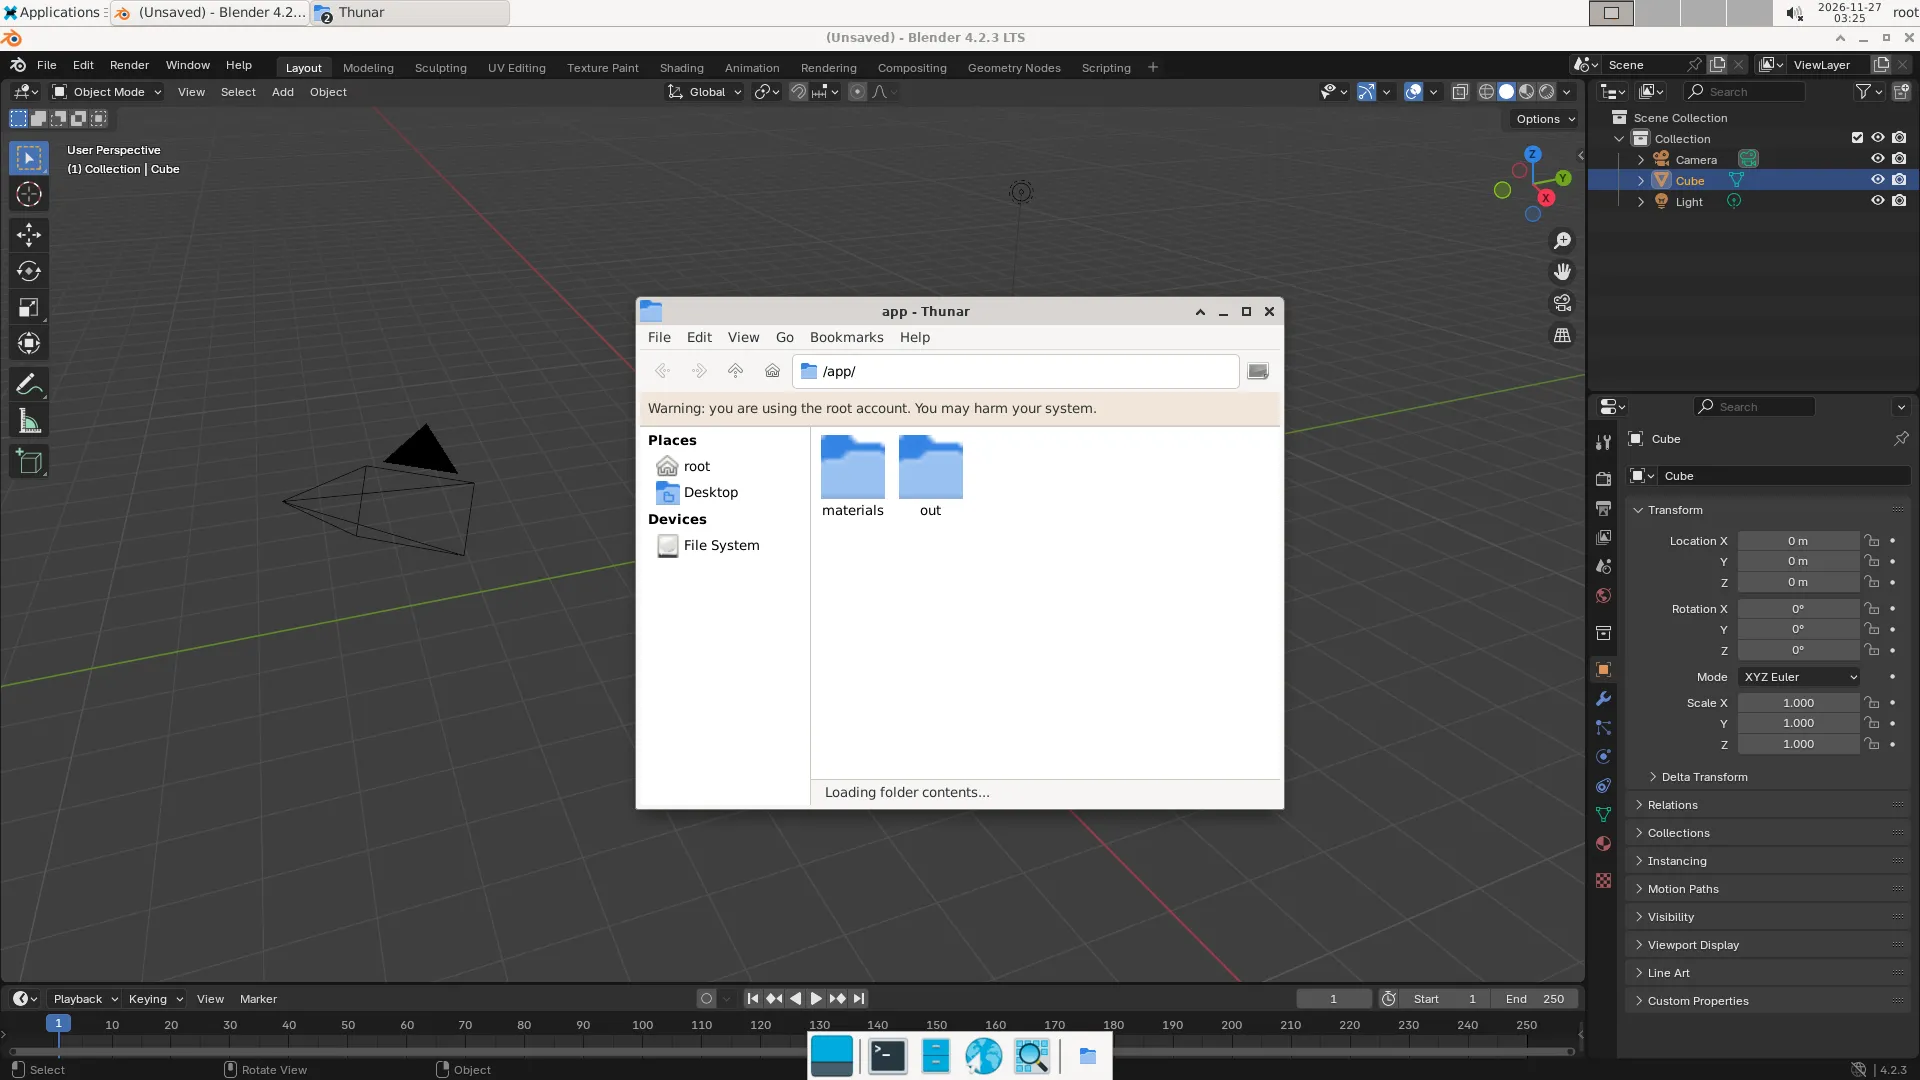 Applications
(Unsaved) - Blender 4.2...
2
Thunar
2026-11-27
03:25
root
(Unsaved) - Blender 4.2.3 LTS
File Edit Render Window Help
Layout Modeling Sculpting UV Editing Texture Paint Shading Animation Rendering Compositing Geometry Nodes Scripting
Scene
ViewLayer
Object Mode View Select Add Object
Global
Search
Options
User Perspective
(1) Collection | Cube
Z
Y
X
Scene Collection
Collection
Camera
Cube
Light
app - Thunar
File Edit View Go Bookmarks Help
/app/
Warning: you are using the root account. You may harm your system.
Places
root
Desktop
Devices
File System
materials
out
Loading folder contents...
Search
Cube
Cube
Transform
Location X 0 m
Y 0 m
Z 0 m
Rotation X 0°
Y 0°
Z 0°
Mode XYZ Euler
Scale X 1.000
Y 1.000
Z 1.000
Delta Transform
Relations
Collections
Instancing
Motion Paths
Visibility
Viewport Display
Line Art
Custom Properties
Playback Keying View Marker
1
Start 1
End 250
1 10 20 30 40 50 60 70 80 90 100 110 120 130 140 150 160 170 180 190 200 210 220 230 240 250
Select
Rotate View
Object
4.2.3